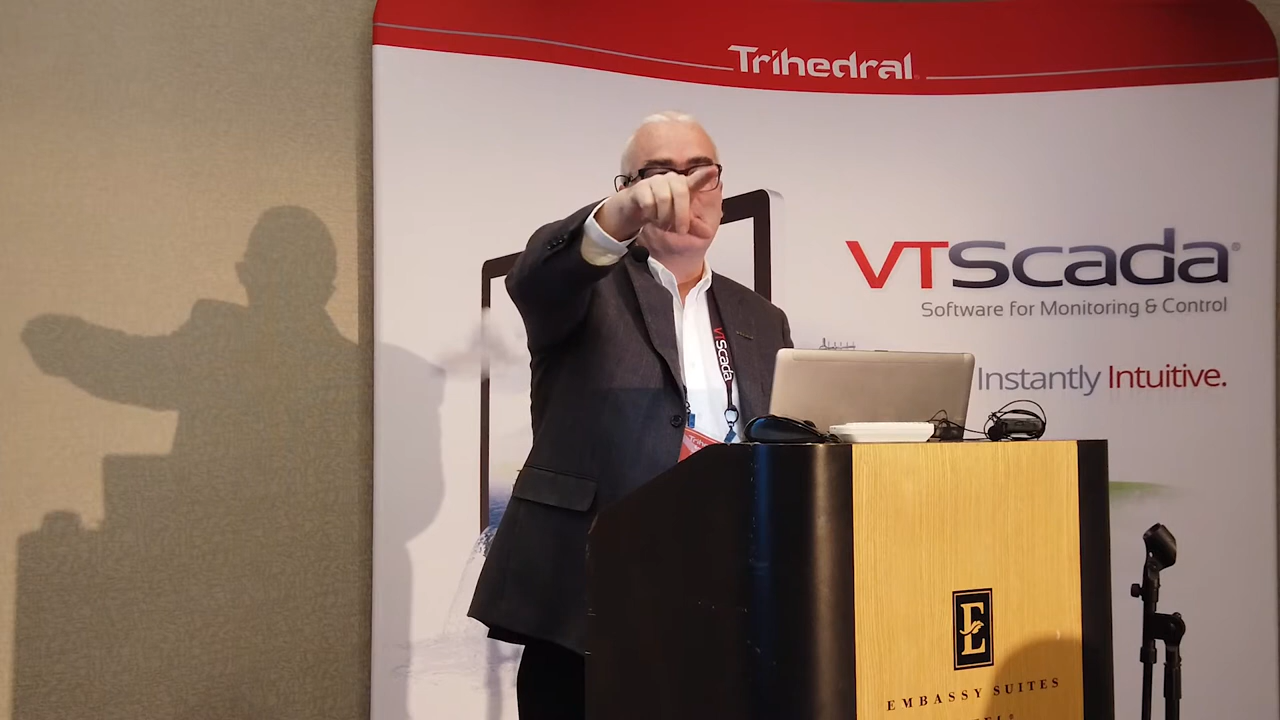 Trihedral
VTScada®
Software for Monitoring & Control
Instantly Intuitive.
VTScada
E
EMBASSY SUITES